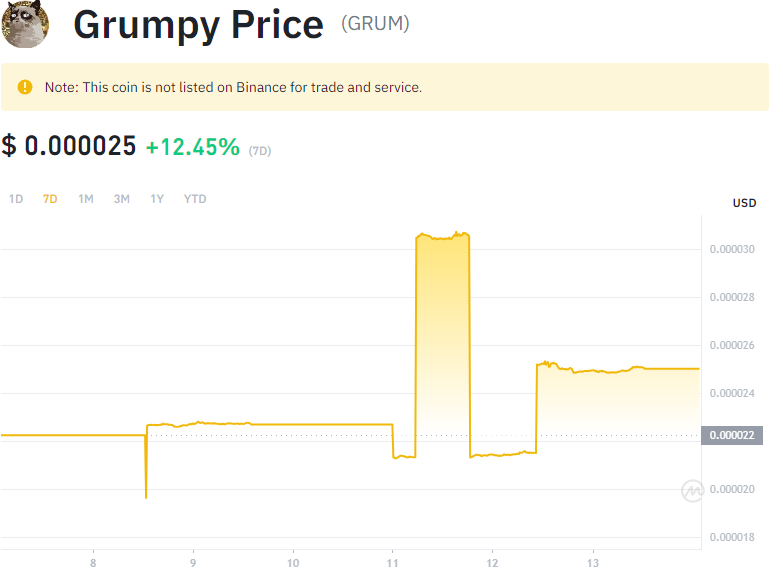 Grumpy Price (GRUM)
Note: This coin is not listed on Binance for trade and service.
$ 0.000025 +12.45% (7D)
1D 7D 1M 3M 1Y YTD
USD
0.000030
0.000028
0.000026
0.000024
0.000022
0.000020
0.000018
8 9 10 11 12 13